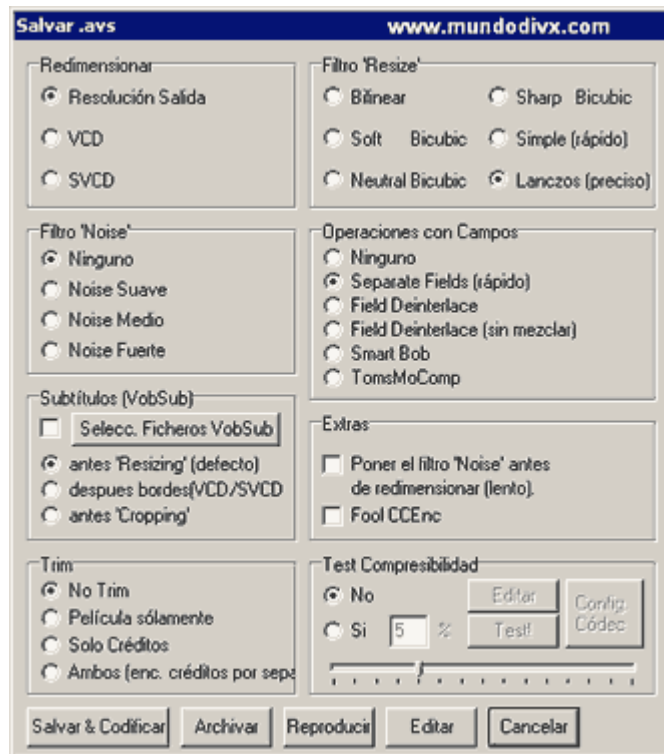 Salvar .avs www.mundodivx.com
Redimensionar
Resolución Salida
VCD
SVCD
Filtro 'Resize'
Bilinear
Sharp Bicubic
Soft Bicubic
Simple (rápido)
Neutral Bicubic
Lanczos (preciso)
Filtro 'Noise'
Ninguno
Noise Suave
Noise Medio
Noise Fuerte
Operaciones con Campos
Ninguno
Separate Fields (rápido)
Field Deinterlace
Field Deinterlace (sin mezclar)
Smart Bob
TomsMoComp
Subtítulos (VobSub)
Selecc. Ficheros VobSub
antes 'Resizing' (defecto)
despues bordes(VCD/SVCD
antes 'Cropping'
Extras
Poner el filtro 'Noise' antes
de redimensionar (lento).
Fool CCEnc
Trim
No Trim
Película sólamente
Solo Créditos
Ambos (enc. créditos por sepa
Test Compresibilidad
No
Si 5 %
Editar
Test!
Config.
Códec
Salvar & Codificar Archivar Reproducir Editar Cancelar